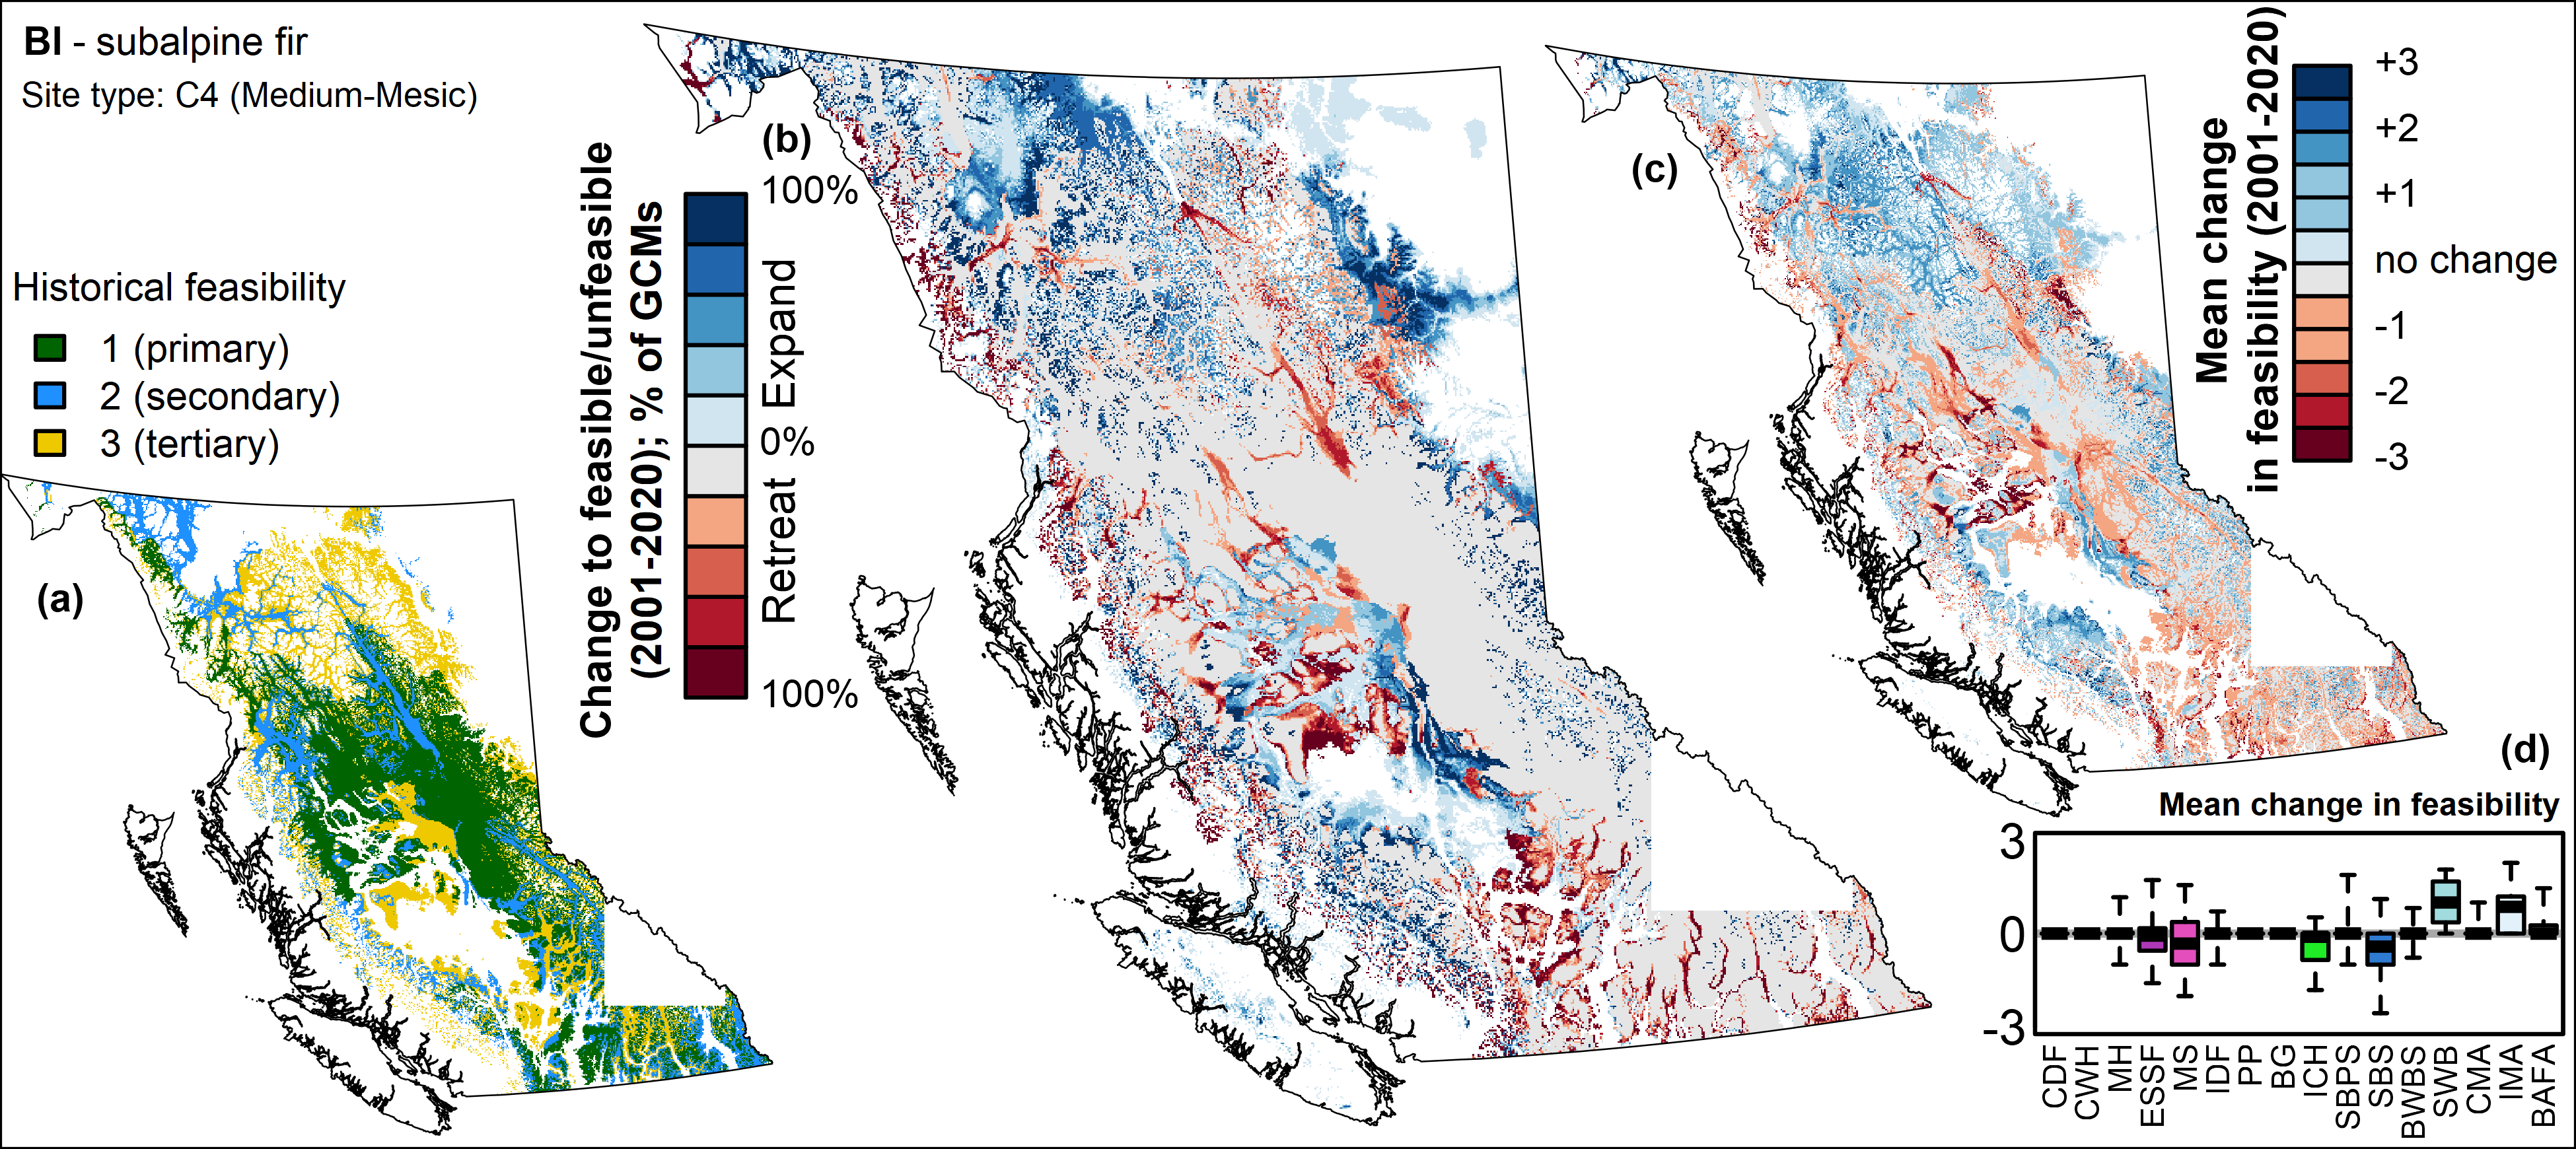 Bl - subalpine fir
Site type: C4 (Medium-Mesic)
Historical feasibility
1 (primary)
2 (secondary)
3 (tertiary)
(a)
Change to feasible/unfeasible
(2001-2020); % of GCMs
100%
Expand
0%
Retreat
100%
(b)
(c)
Mean change
in feasibility (2001-2020)
+3
+2
+1
no change
-1
-2
-3
(d)
Mean change in feasibility
3
0
-3
CDF
CWH
MH
ESSF
MS
IDF
PP
BG
ICH
SBPS
SBS
BWBS
SWB
CMA
IMA
BAFA